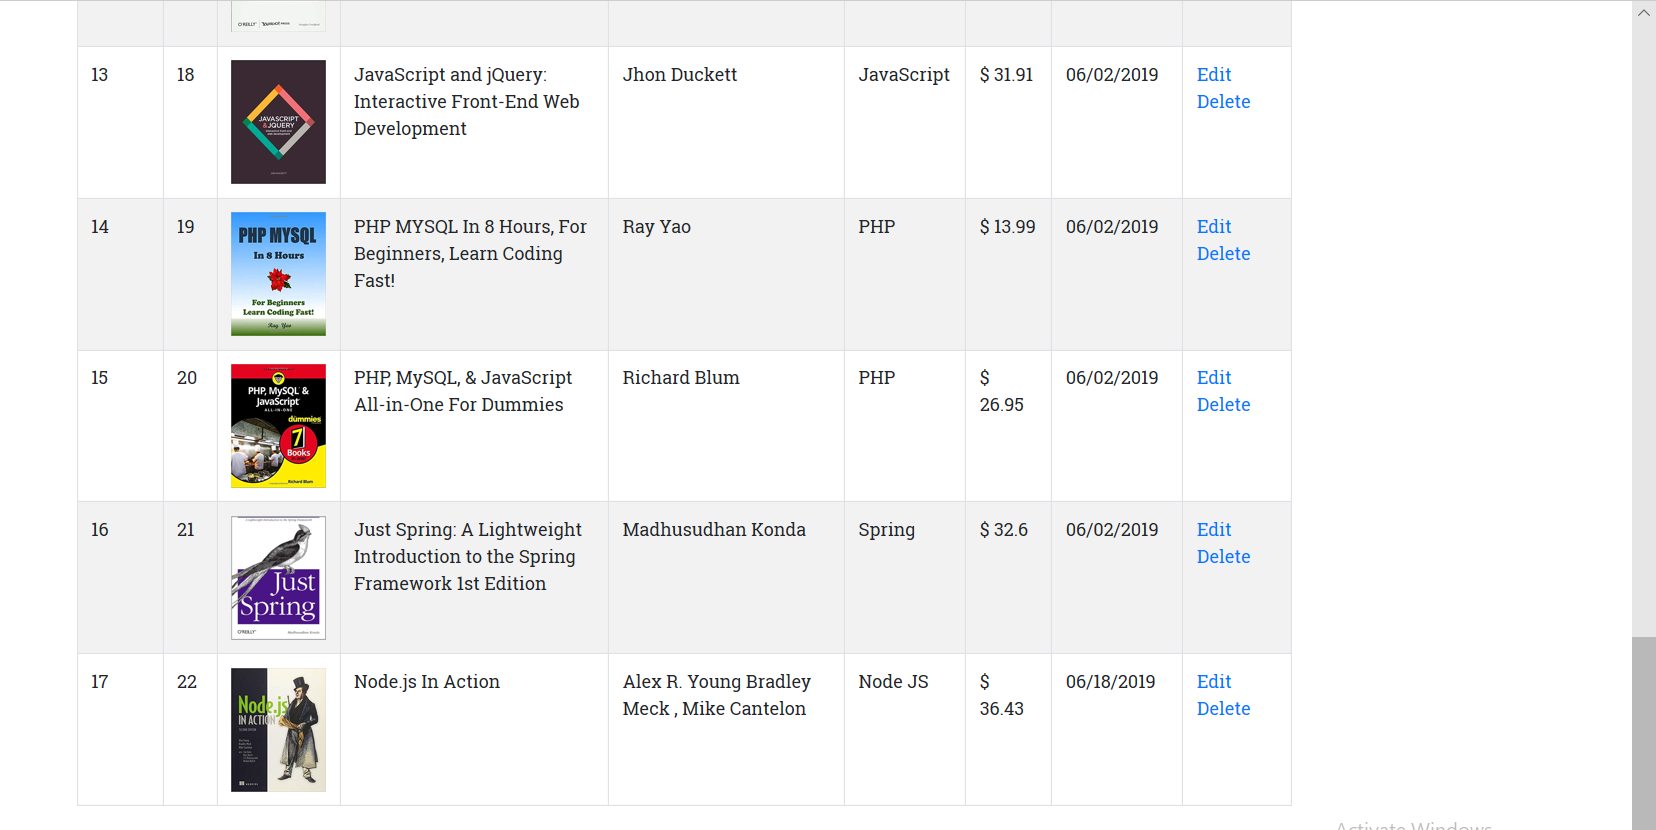 O'REILLY' YAHOO! PRESS
13 18 JavaScript and jQuery: Jhon Duckett JavaScript $ 31.91 06/02/2019 Edit
Interactive Front-End Web Delete
Development
JAVASCRIPT
& JQUERY
14 19 PHP MYSQL In 8 Hours, For Ray Yao PHP $ 13.99 06/02/2019 Edit
Beginners, Learn Coding Delete
Fast!
PHP MYSQL
In 8 Hours
For Beginners
Learn Coding Fast!
Ray Yao
15 20 PHP, MySQL, & JavaScript Richard Blum PHP $ 06/02/2019 Edit
All-in-One For Dummies 26.95 Delete
PHP, MySQL' &
JavaScript'
ALL-IN-ONE
dummies
7
Books
Richard Blum
16 21 Just Spring: A Lightweight Madhusudhan Konda Spring $ 32.6 06/02/2019 Edit
Introduction to the Spring Delete
Framework 1st Edition
Just
Spring
O'REILLY'
Madhusudhan Konda
17 22 Node.js In Action Alex R. Young Bradley Node JS $ 06/18/2019 Edit
Meck , Mike Cantelon 36.43 Delete
Node.js
IN ACTION
SECOND EDITION
MANNING
Activate Windows